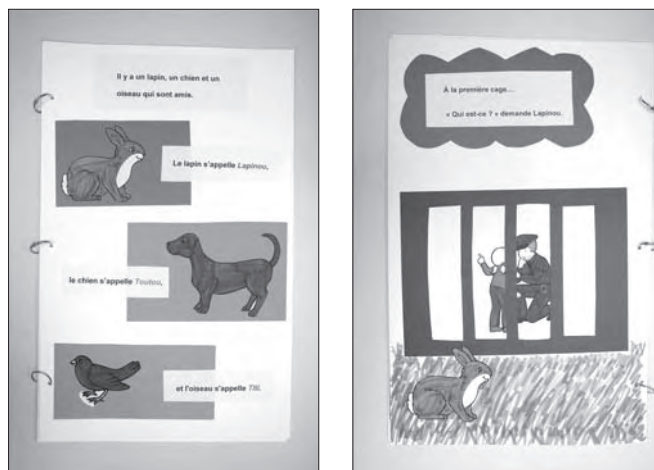 Il y a un lapin, un chien et un
oiseau qui sont amis.
Le lapin s'appelle Lapinou,
le chien s'appelle Toutou,
et l'oiseau s'appelle Titi.
À la première cage...
« Qui est-ce ? » demande Lapinou.